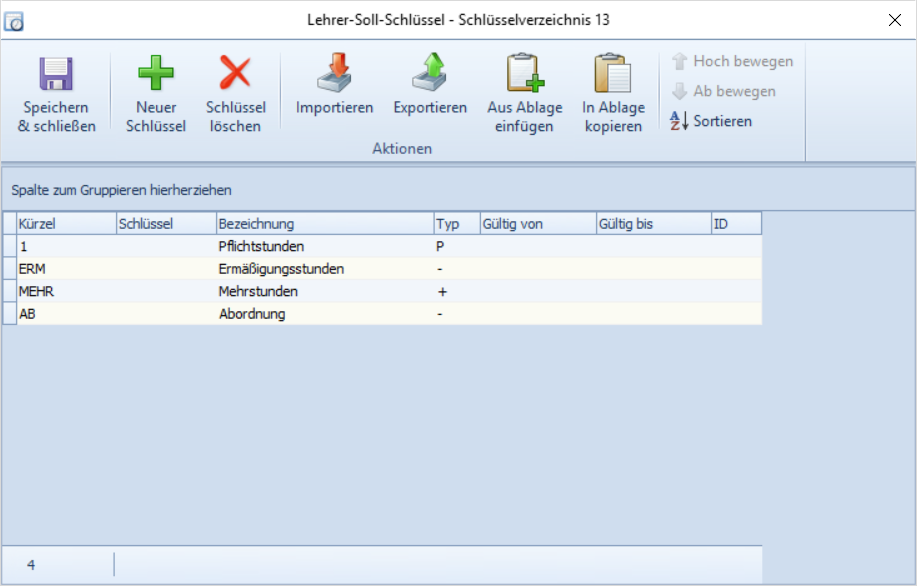 Lehrer-Soll-Schlüssel - Schlüsselverzeichnis 13
Speichern
& schließen
Neuer
Schlüssel
Schlüssel
löschen
Importieren
Exportieren
Aus Ablage
einfügen
In Ablage
kopieren
Hoch bewegen
Ab bewegen
Sortieren
Aktionen
Spalte zum Gruppieren hierherziehen
Kürzel Schlüssel Bezeichnung Typ Gültig von Gültig bis ID
1 Pflichtstunden P
ERM Ermäßigungsstunden -
MEHR Mehrstunden +
AB Abordnung -
4